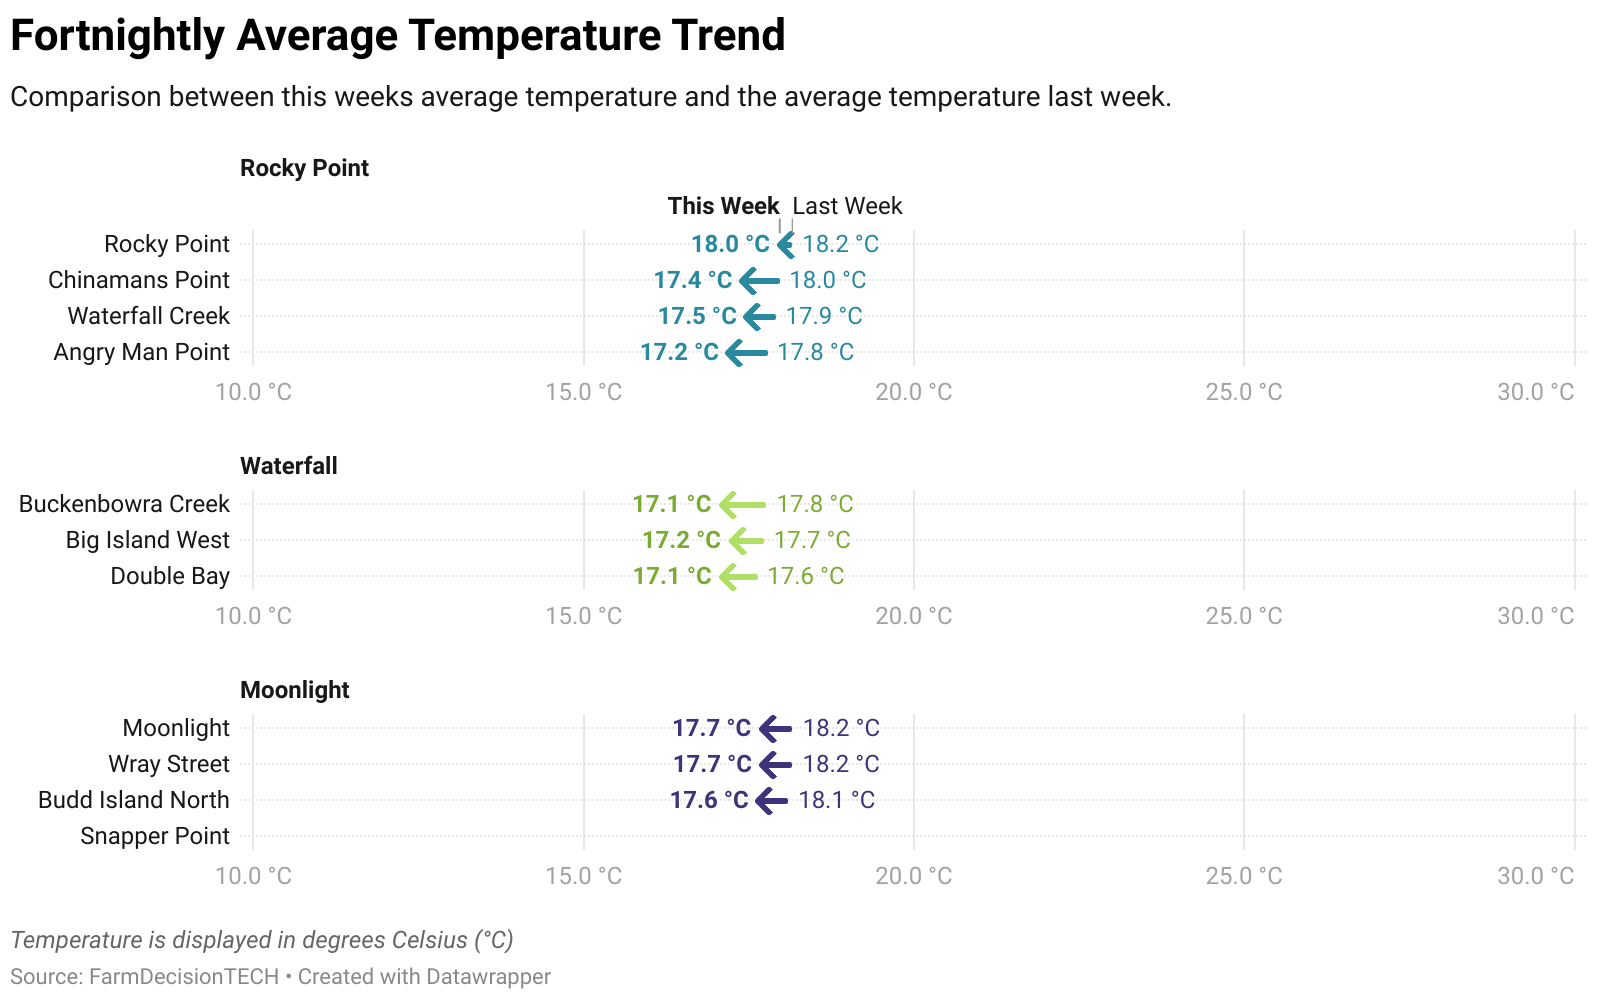 Fortnightly Average Temperature Trend
Comparison between this weeks average temperature and the average temperature last week.
Rocky Point
This Week Last Week
Rocky Point 18.0 °C 18.2 °C
Chinamans Point 17.4 °C 18.0 °C
Waterfall Creek 17.5 °C 17.9 °C
Angry Man Point 17.2 °C 17.8 °C
10.0 °C 15.0 °C 20.0 °C 25.0 °C 30.0 °C
Waterfall
Buckenbowra Creek 17.1 °C 17.8 °C
Big Island West 17.2 °C 17.7 °C
Double Bay 17.1 °C 17.6 °C
10.0 °C 15.0 °C 20.0 °C 25.0 °C 30.0 °C
Moonlight
Moonlight 17.7 °C 18.2 °C
Wray Street 17.7 °C 18.2 °C
Budd Island North 17.6 °C 18.1 °C
Snapper Point
10.0 °C 15.0 °C 20.0 °C 25.0 °C 30.0 °C
Temperature is displayed in degrees Celsius (°C)
Source: FarmDecisionTECH • Created with Datawrapper